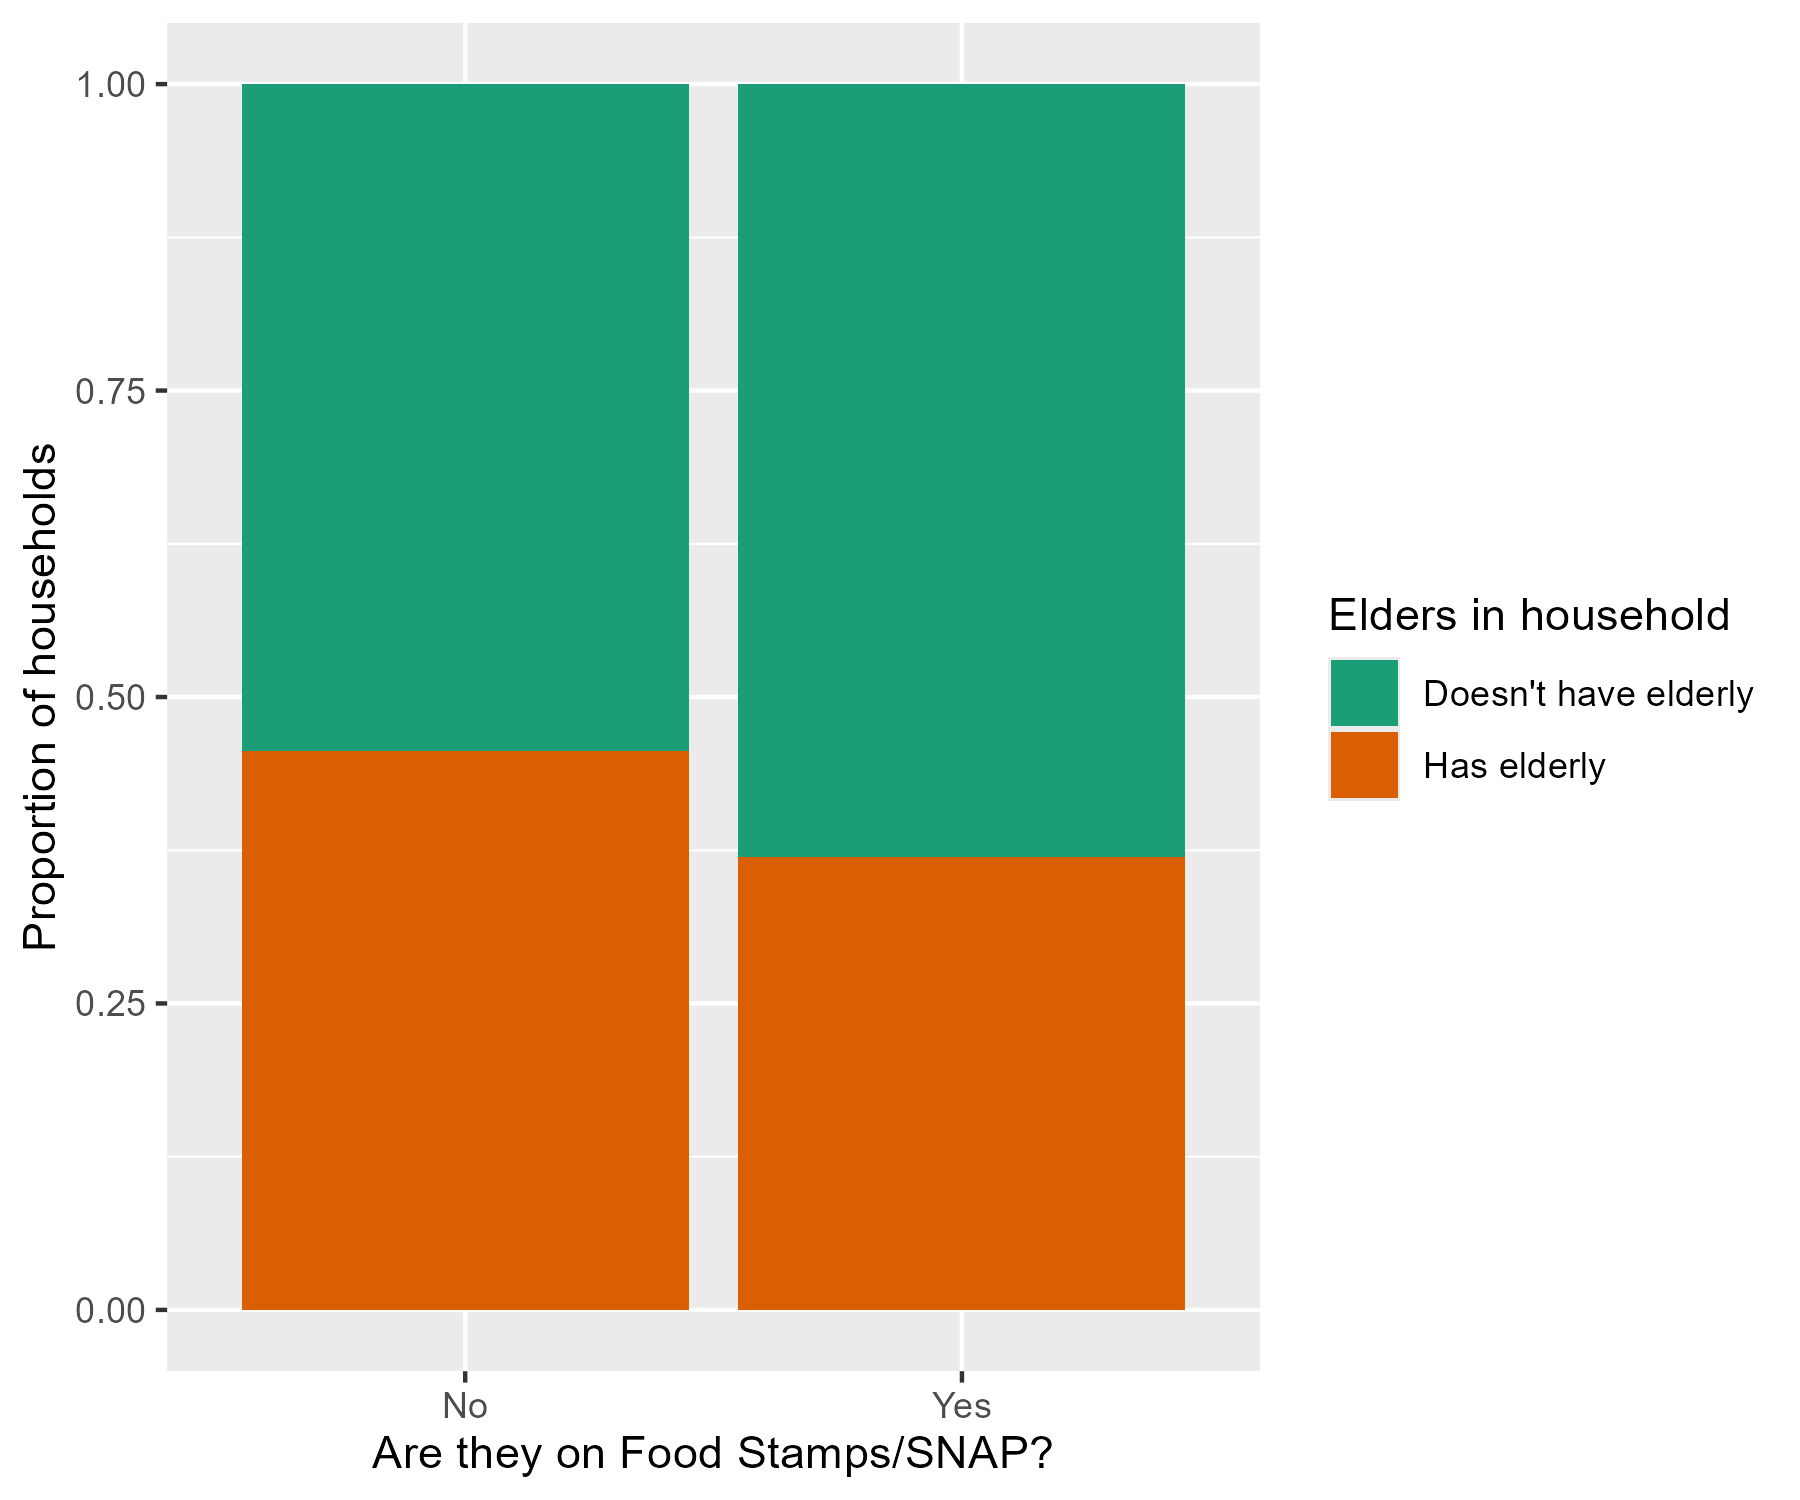 Proportion of households
1.00
0.75
0.50
0.25
0.00
No Yes
Are they on Food Stamps/SNAP?
Elders in household
Doesn't have elderly
Has elderly